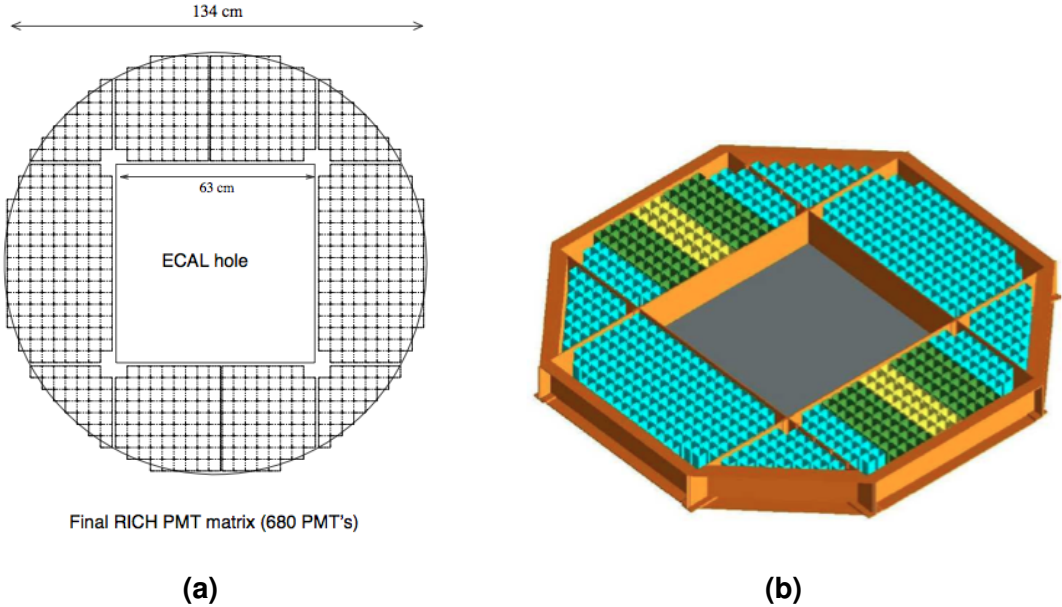 134 cm
63 cm
ECAL hole
Final RICH PMT matrix (680 PMT's)
(a)
(b)